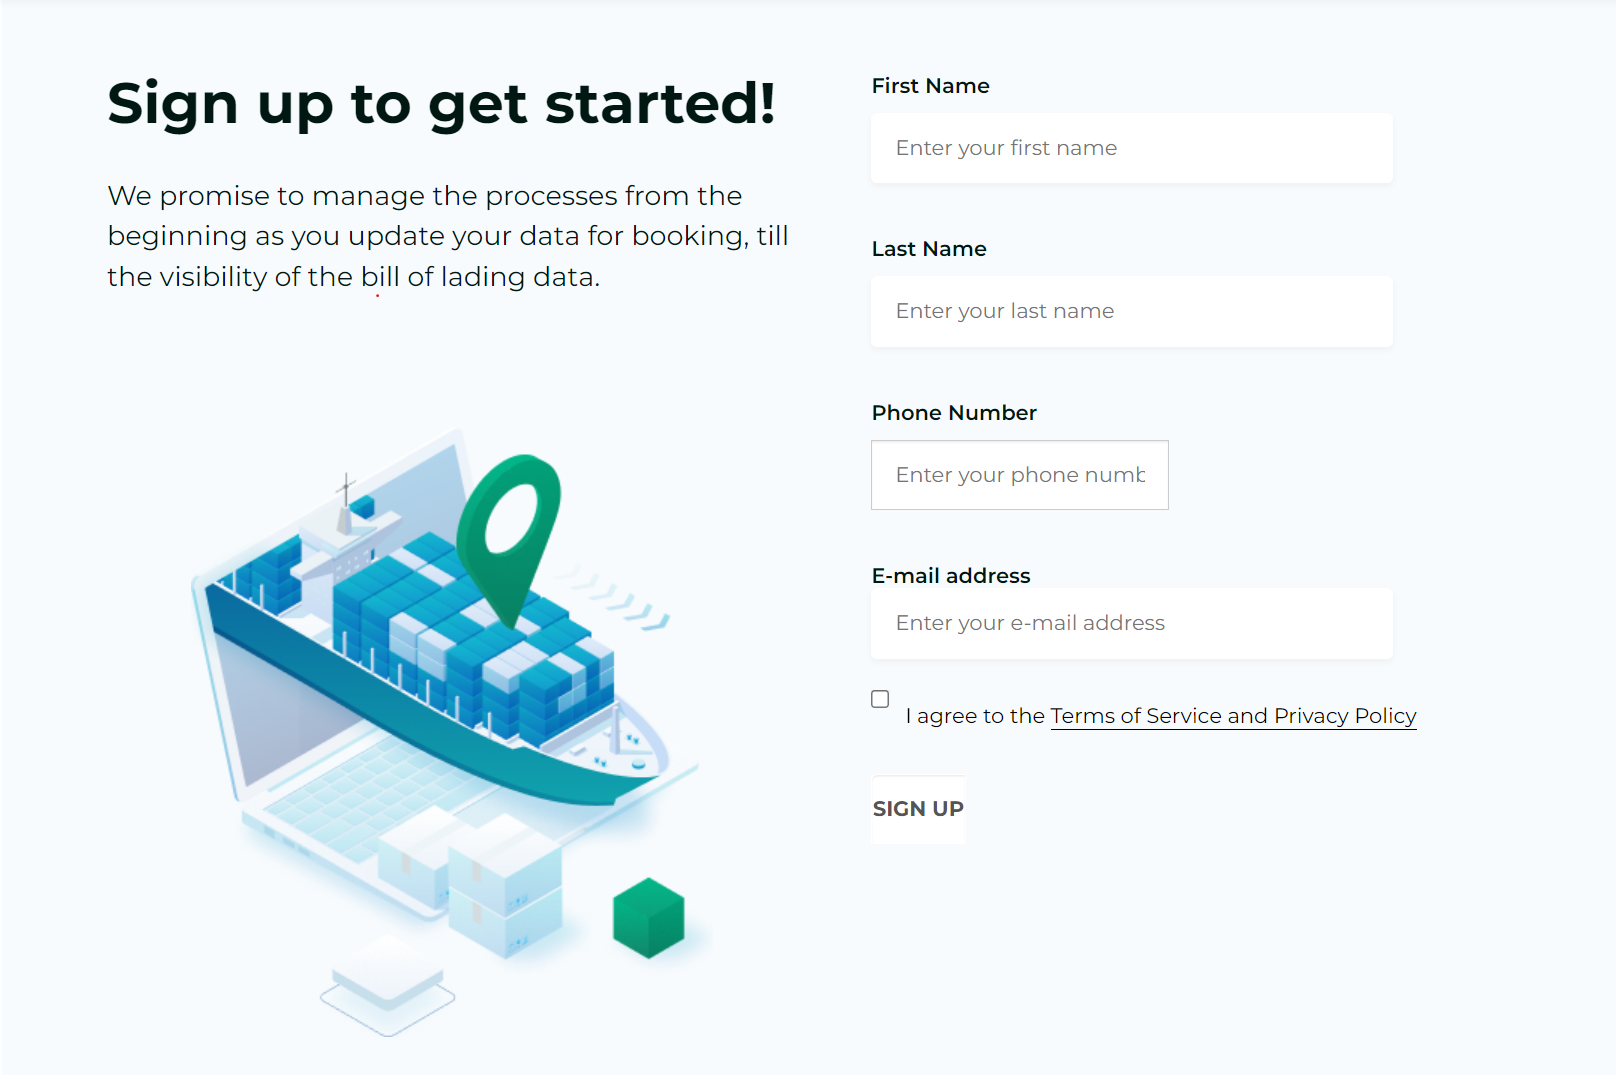 Sign up to get started!
We promise to manage the processes from the
beginning as you update your data for booking, till
the visibility of the bill of lading data.
First Name
Enter your first name
Last Name
Enter your last name
Phone Number
Enter your phone numb
E-mail address
Enter your e-mail address
I agree to the Terms of Service and Privacy Policy
SIGN UP